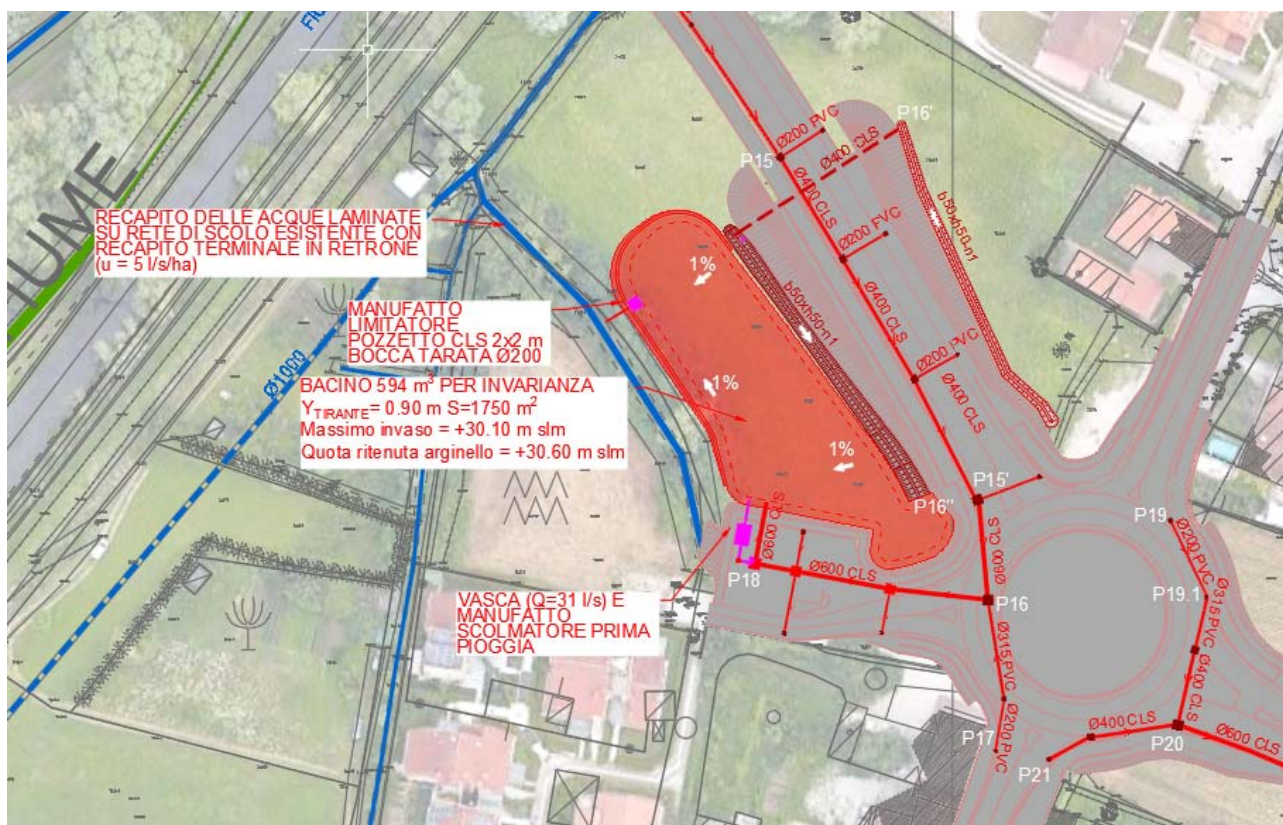 FIU
Ø200 PVC
P16'
P15
Ø400 CLS
Ø400 CLS
UME
RECAPITO DELLE ACQUE LAMINATE
SU RETE DI SCOLO ESISTENTE CON
RECAPITO TERMINALE IN RETRONE
(u = 5 l/s/ha)
Ø200 PVC
b50xh50-n1
1%
MANUFATTO
LIMITATORE
POZZETTO CLS 2x2 m
BOCCA TARATA Ø200
b50xh50-n1
Ø400 CLS
Ø200 PVC
Ø1000
1%
BACINO 594 m³ PER INVARIANZA
YTIRANTE= 0.90 m S=1750 m²
Massimo invaso = +30.10 m slm
Quota ritenuta arginello = +30.60 m slm
Ø400 CLS
1%
P15'
P16''
P19
Ø600 CLS
Ø600 CLS
Ø200 PVC
Ø600 CLS
P18
P16
P19.1
Ø315 PVC
VASCA (Q=31 l/s) E
MANUFATTO
SCOLMATORE PRIMA
PIOGGIA
Ø315PVC
Ø400 CLS
Ø200 PVC
Ø400 CLS
P17
P20
Ø600 CLS
P21